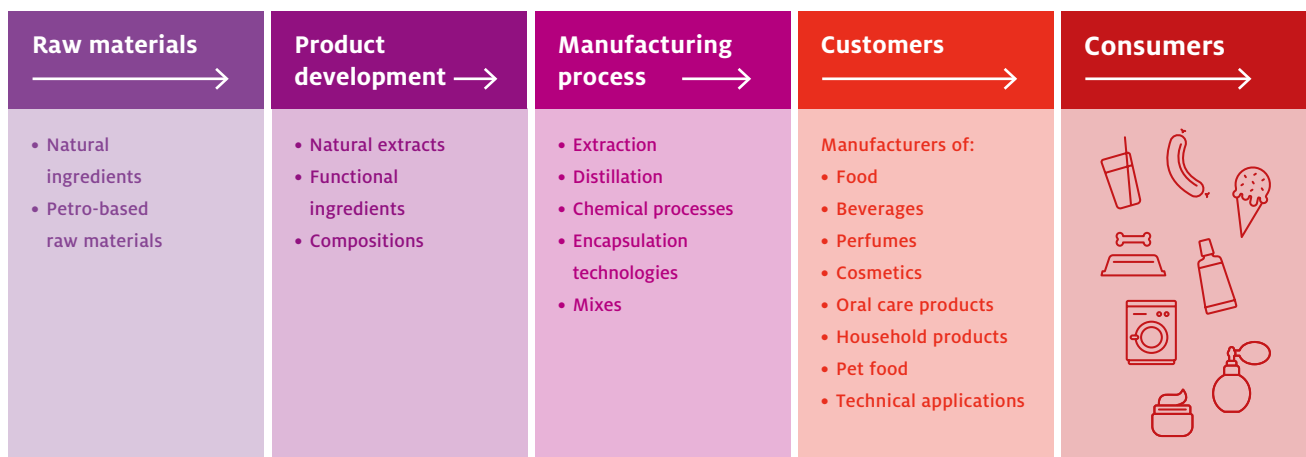 Raw materials
• Natural
ingredients
• Petro-based
raw materials
Product
development
• Natural extracts
• Functional
ingredients
• Compositions
Manufacturing
process
• Extraction
• Distillation
• Chemical processes
• Encapsulation
technologies
• Mixes
Customers
Manufacturers of:
• Food
• Beverages
• Perfumes
• Cosmetics
• Oral care products
• Household products
• Pet food
• Technical applications
Consumers